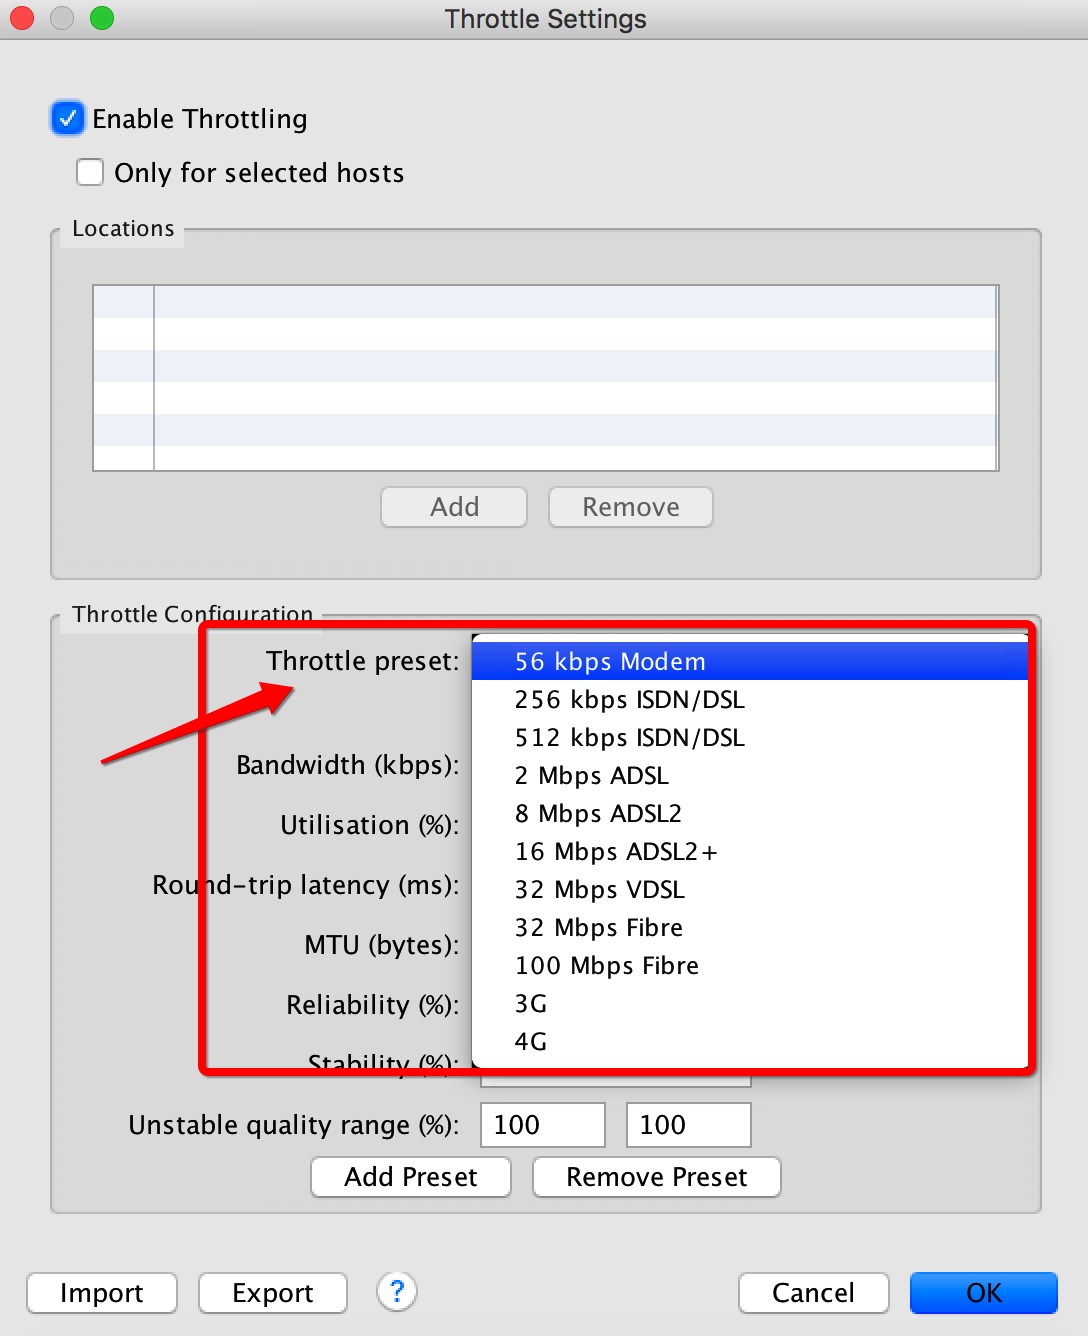 Throttle Settings
Enable Throttling
Only for selected hosts
Locations
Add Remove
Throttle Configuration
Throttle preset: 56 kbps Modem
256 kbps ISDN/DSL
512 kbps ISDN/DSL
Bandwidth (kbps):
2 Mbps ADSL
8 Mbps ADSL2
Utilisation (%):
16 Mbps ADSL2+
Round-trip latency (ms): 32 Mbps VDSL
32 Mbps Fibre
MTU (bytes):
100 Mbps Fibre
Reliability (%): 3G
4G
Stability (%):
Unstable quality range (%): 100 100
Add Preset Remove Preset
Import Export ? Cancel OK